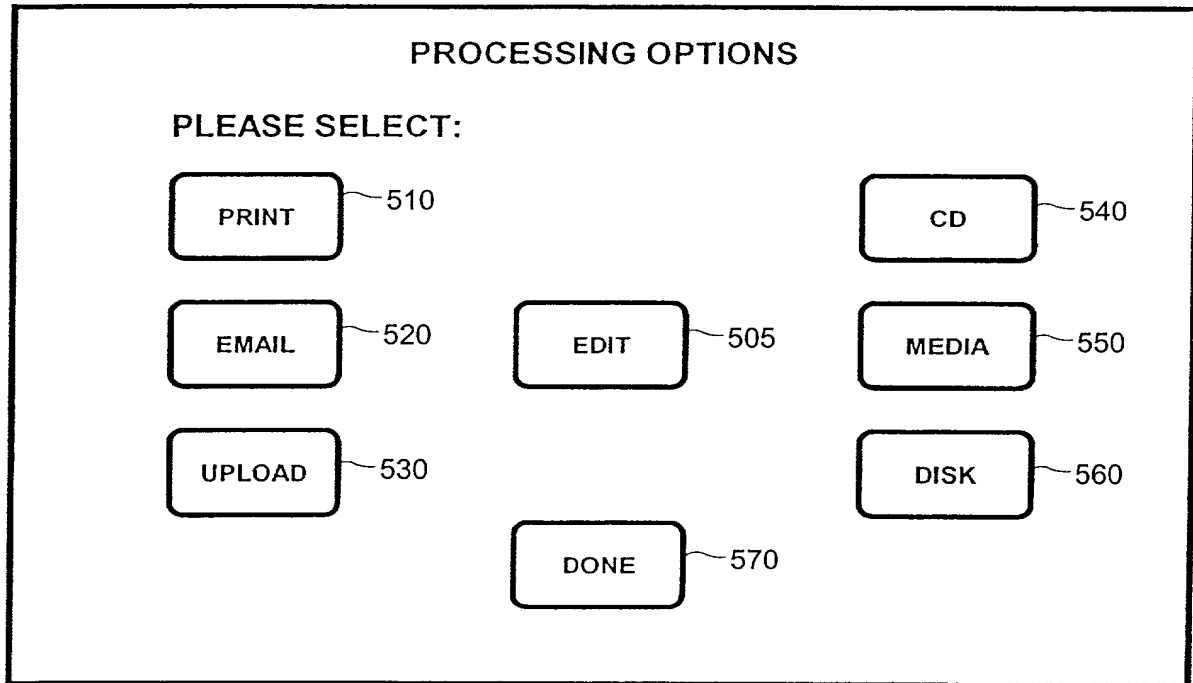 PROCESSING OPTIONS
PLEASE SELECT:
PRINT 510
CD 540
EMAIL 520
EDIT 505
MEDIA 550
UPLOAD 530
DISK 560
DONE 570